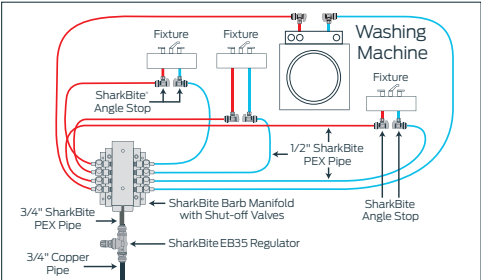 Fixture
Fixture
Washing
Machine
Fixture
SharkBite®
Angle Stop
1/2" SharkBite
PEX Pipe
SharkBite Barb Manifold
with Shut-off Valves
SharkBite
Angle Stop
3/4" SharkBite
PEX Pipe
SharkBite EB35 Regulator
3/4" Copper
Pipe